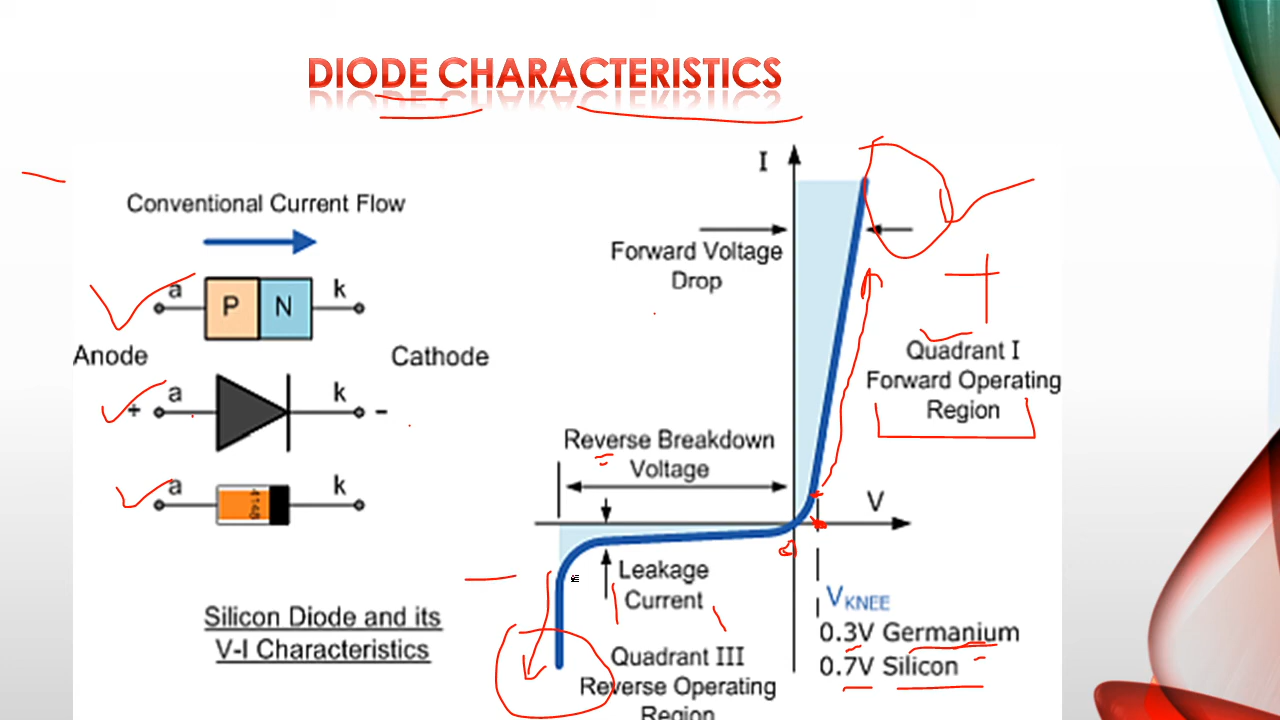 DIODE CHARACTERISTICS
Conventional Current Flow
a
P
N
k
Anode
Cathode
a
k
+
-
a
4148
k
Silicon Diode and its
V-I Characteristics
I
Forward Voltage
Drop
Quadrant I
Forward Operating
Region
Reverse Breakdown
Voltage
V
Leakage
Current
VKNEE
0.3V Germanium
0.7V Silicon
Quadrant III
Reverse Operating
Region